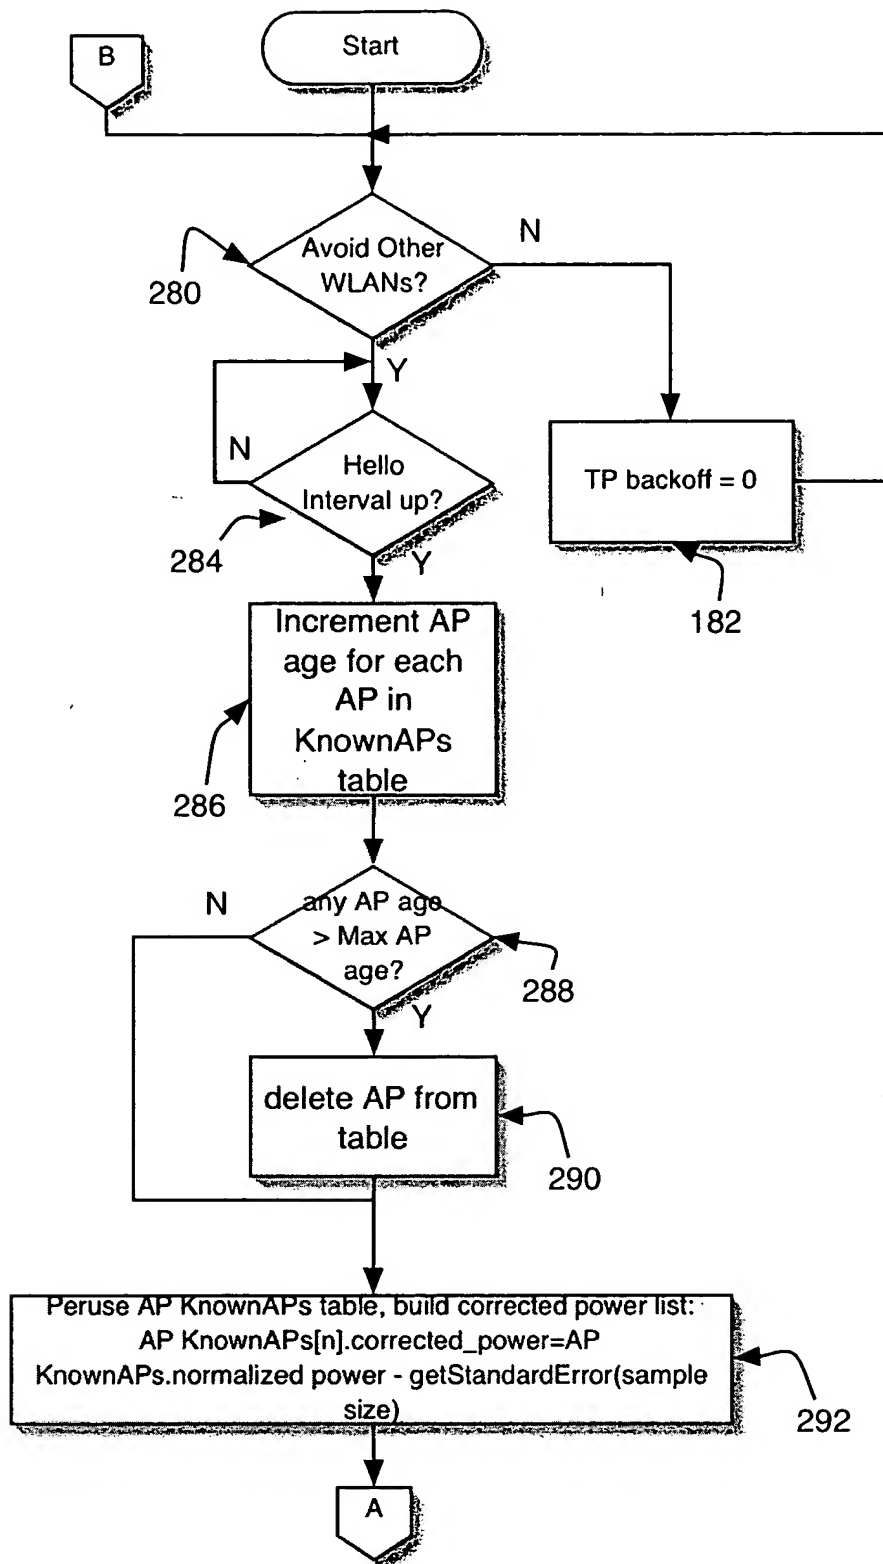 B
Start
Avoid Other
WLANs?
N
280
Y
N
Hello
Interval up?
TP backoff = 0
284
Y
182
Increment AP
age for each
AP in
KnownAPs
table
286
N
any AP age
> Max AP
age?
288
Y
delete AP from
table
290
Peruse AP KnownAPs table, build corrected power list:
AP KnownAPs[n].corrected_power=AP
KnownAPs.normalized power - getStandardError(sample
size)
292
A